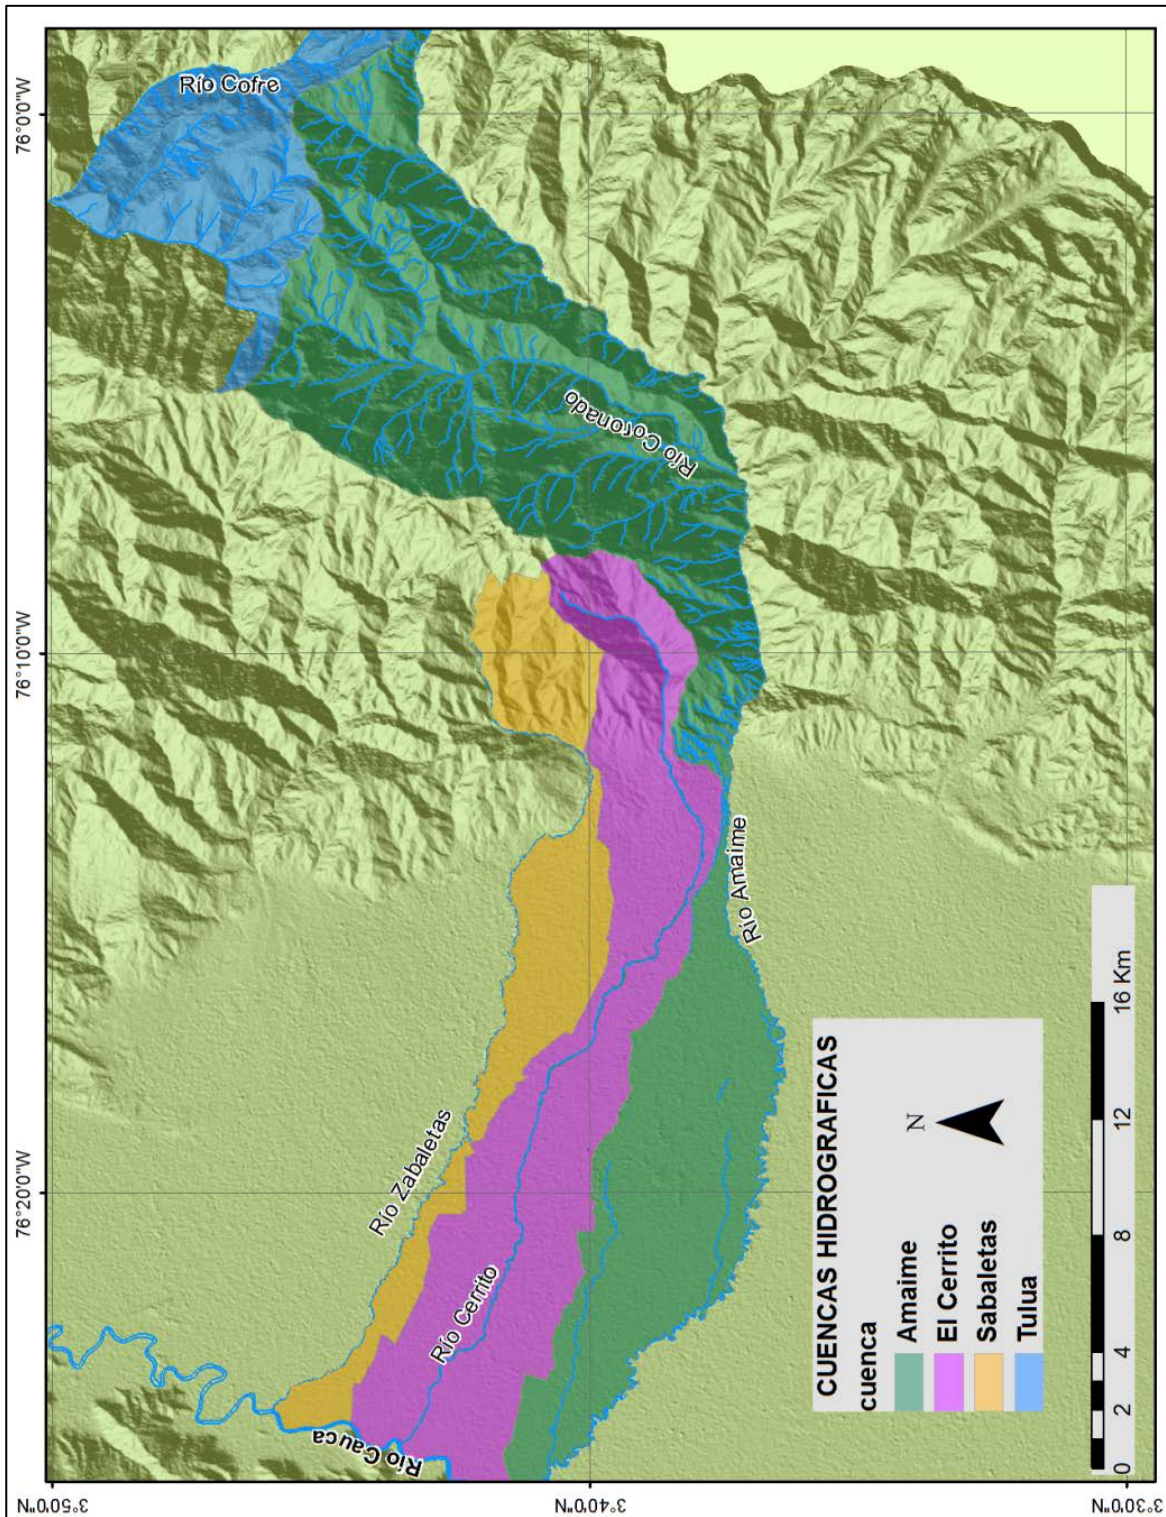 76°20'0"W
76°10'0"W
76°0'0"W
3°50'0"N
3°40'0"N
3°30'0"N
Río Cauca
Río Zabaletas
Río Cerrito
Río Amaime
Río Coronado
Río Cofre
CUENCAS HIDROGRAFICAS
cuenca
Amaime
El Cerrito
Sabaletas
Tulua
N
0 2 4 8 12 16 Km